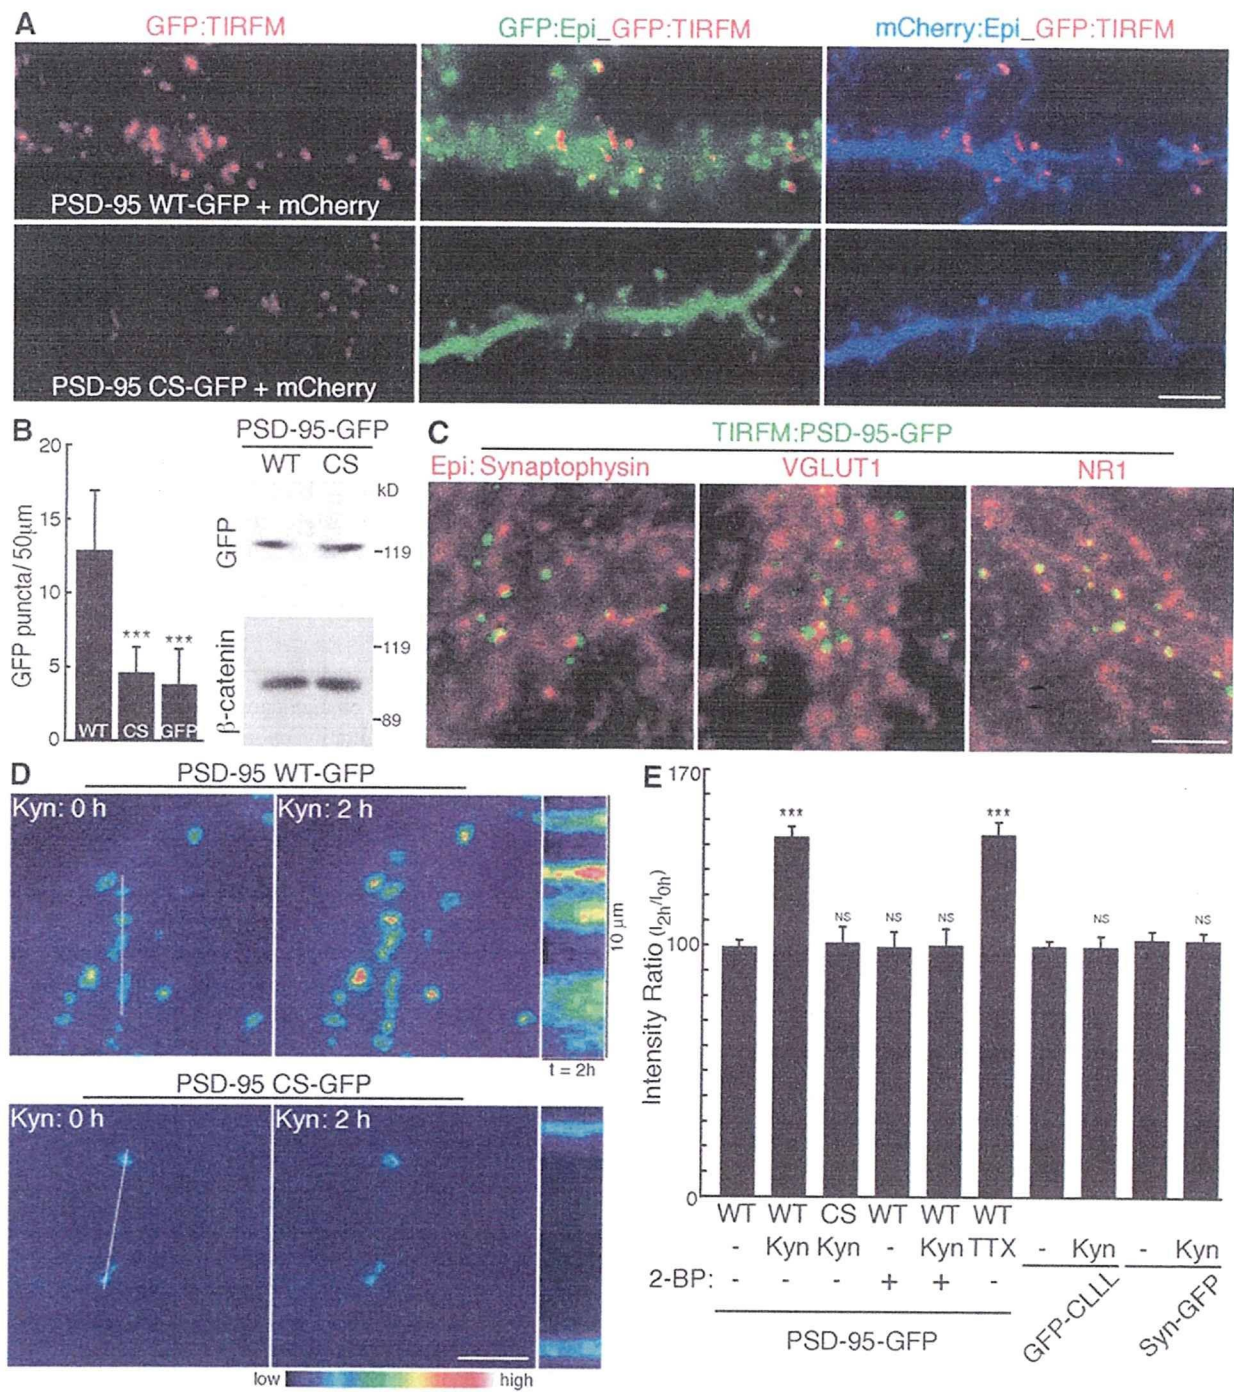 A
GFP:TIRFM
GFP:Epi_GFP:TIRFM
mCherry:Epi_GFP:TIRFM
PSD-95 WT-GFP + mCherry
PSD-95 CS-GFP + mCherry
B
20
15
10
5
0
GFP puncta/ 50µm
***
***
WT
CS
GFP
PSD-95-GFP
WT CS
kD
GFP
-119
β-catenin
-119
-89
C
TIRFM:PSD-95-GFP
Epi: Synaptophysin
VGLUT1
NR1
D
PSD-95 WT-GFP
Kyn: 0 h
Kyn: 2 h
10 µm
t = 2h
PSD-95 CS-GFP
Kyn: 0 h
Kyn: 2 h
low
high
E
170
100
0
Intensity Ratio (I2h/I0h)
***
NS
NS
NS
***
NS
NS
WT WT CS WT WT WT
- Kyn Kyn - Kyn TTX - Kyn - Kyn
2-BP: - - - + + -
PSD-95-GFP
GFP-CLLL
Syn-GFP